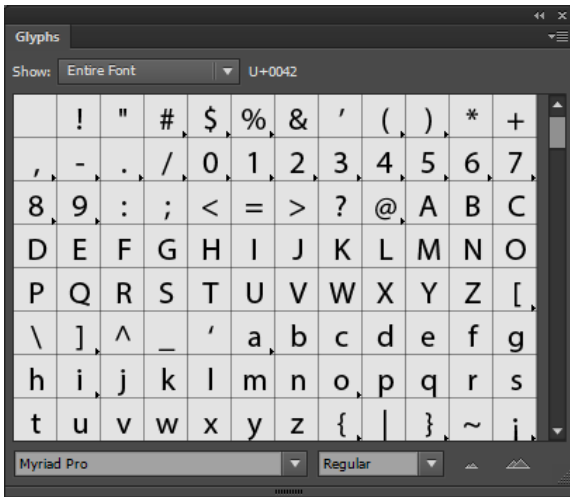 Glyphs
Show: Entire Font U+0042
! " # $ % & ’ ( ) * +
, - . / 0 1 2 3 4 5 6 7
8 9 : ; < = > ? @ A B C
D E F G H I J K L M N O
P Q R S T U V W X Y Z [
\ ] ^ _ ‘ a b c d e f g
h i j k l m n o p q r s
t u v w x y z { | } ~ ¡
Myriad Pro Regular